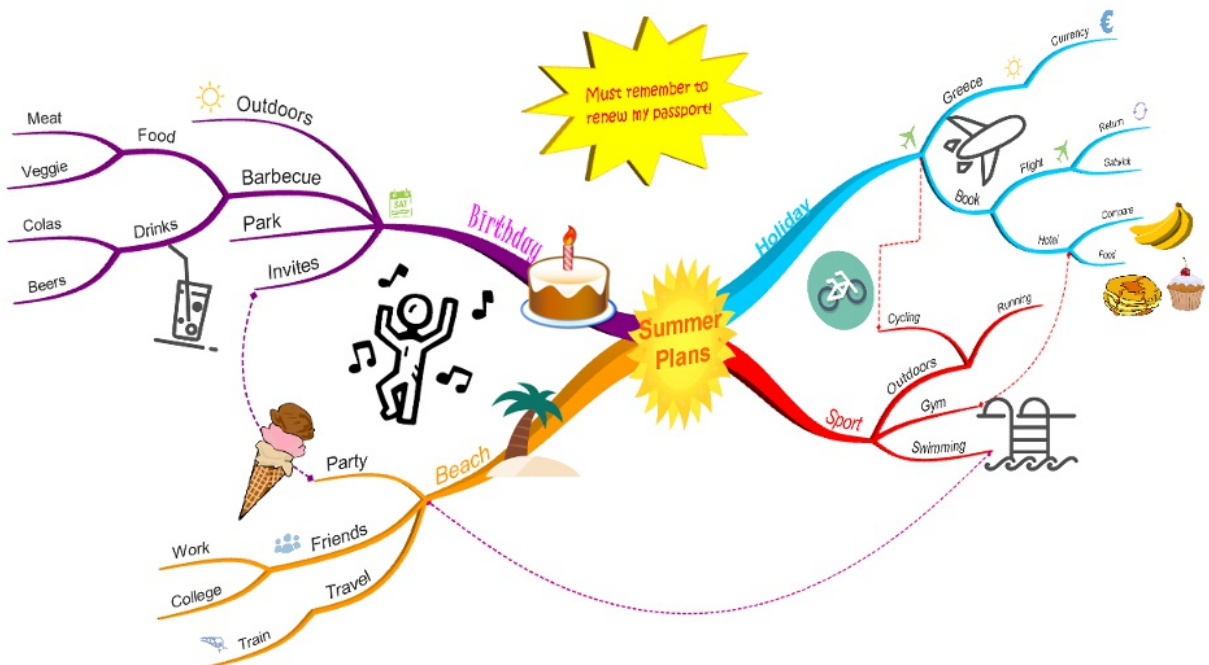 Must remember to
renew my passport!
Summer
Plans
Birthday
Outdoors
Barbecue
Food
Meat
Veggie
Drinks
Colas
Beers
Park
Invites
SAT
Holiday
Greece
Currency
€
Book
Flight
Return
Gatwick
Hotel
Compare
Food
Sport
Outdoors
Cycling
Running
Gym
Swimming
Beach
Party
Friends
Work
College
Travel
Train